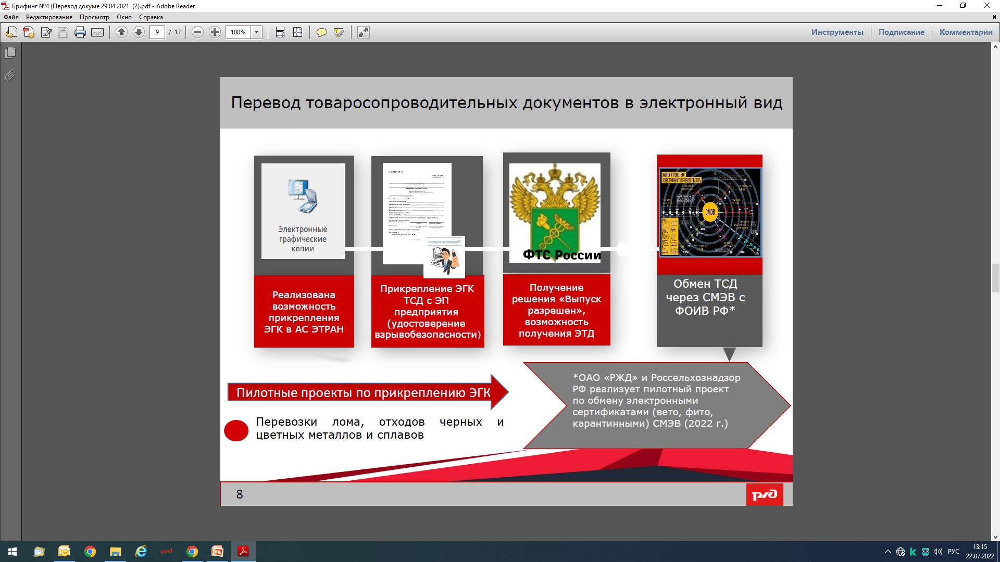 Брифинг №4 (Перевод докуме 29 04 2021  (2).pdf - Adobe Reader
Файл Редактирование Просмотр Окно Справка
9 / 17 100% Инструменты Подписание Комментарии
Перевод товаросопроводительных документов в электронный вид
Электронные
графические
копии
Реализована
возможность
прикрепления
ЭГК в АС ЭТРАН
Прикрепление ЭГК
ТСД с ЭП
предприятия
(удостоверение
взрывобезопасности)
ФТС России
Получение
решения «Выпуск
разрешен»,
возможность
получения ЭТД
КАРТА ИТ-СИСТЕМ
ЭЛЕКТРОННОГО ПРАВИТЕЛЬСТВА
СМЭВ
Обмен ТСД
через СМЭВ с
ФОИВ РФ*
Пилотные проекты по прикреплению ЭГК
Перевозки лома, отходов черных и
цветных металлов и сплавов
*ОАО «РЖД» и Россельхознадзор
РФ реализует пилотный проект
по обмену электронными
сертификатами (вето, фито,
карантинными) СМЭВ (2022 г.)
8
ржд
РУС
13:15
22.07.2022